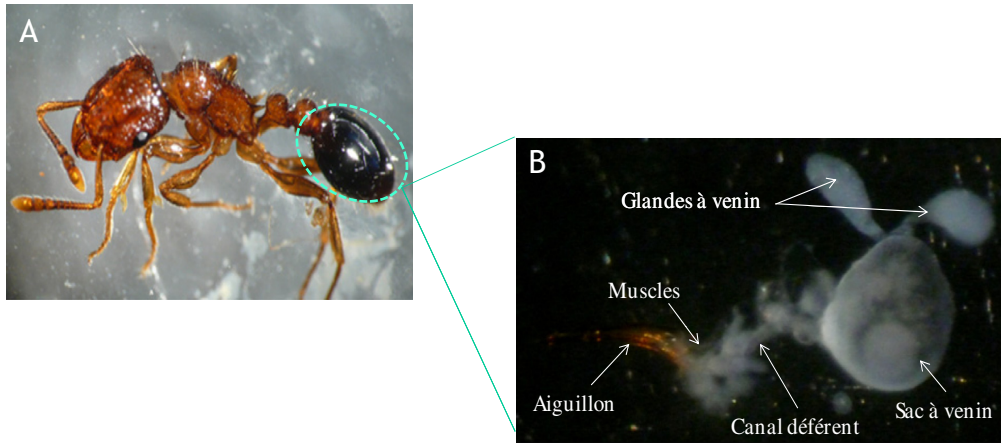 A
B
Glandes à venin
Muscles
Aiguillon
Canal déférent
Sac à venin